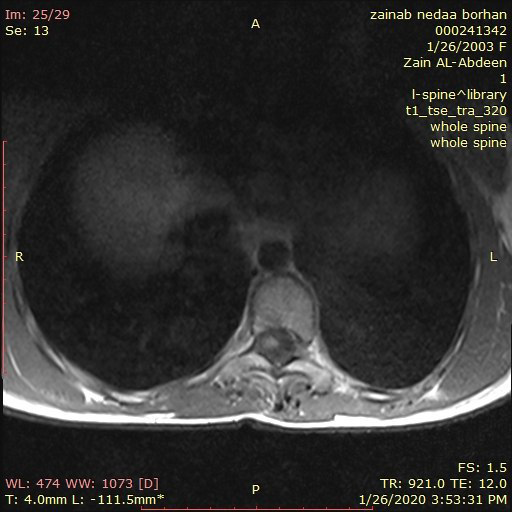 Im: 25/29
Se: 13
A
zainab nedaa borhan
000241342
1/26/2003 F
Zain AL-Abdeen
1
l-spine^library
t1_tse_tra_320
whole spine
whole spine
R
L
WL: 474 WW: 1073 [D]
T: 4.0mm L: -111.5mm*
P
FS: 1.5
TR: 921.0 TE: 12.0
1/26/2020 3:53:31 PM